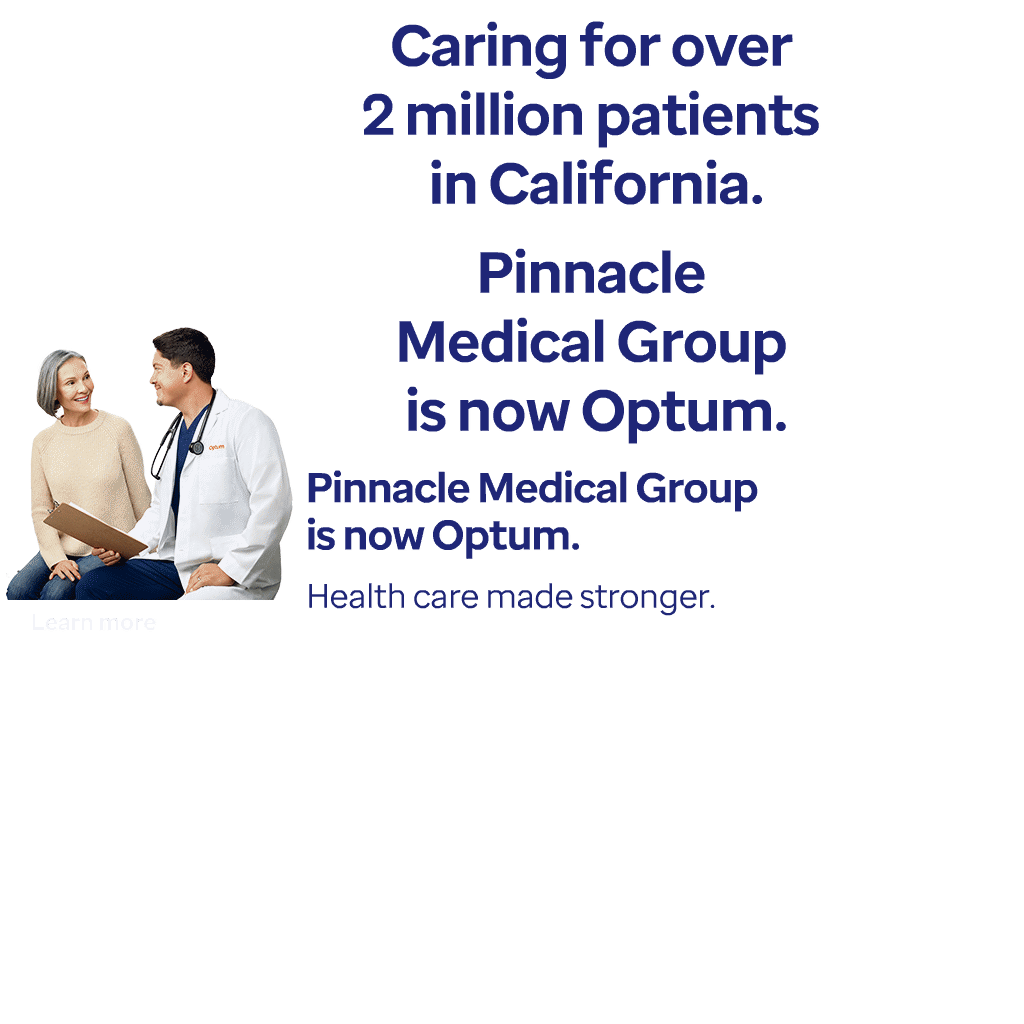 Caring for over
2 million patients
in California.
Pinnacle
Medical Group
is now Optum.
Optum
Pinnacle Medical Group
is now Optum.
Health care made stronger.
Learn more